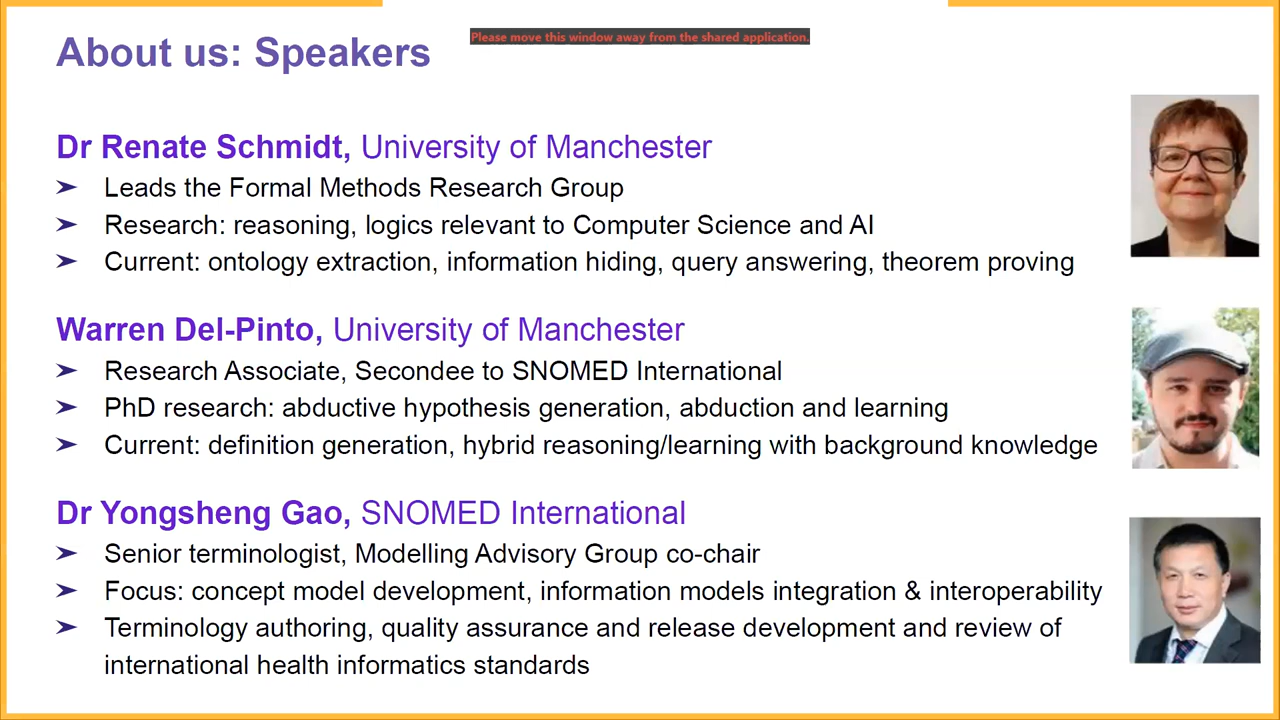 About us: Speakers
Please move this window away from the shared application.
Dr Renate Schmidt, University of Manchester
➤ Leads the Formal Methods Research Group
➤ Research: reasoning, logics relevant to Computer Science and AI
➤ Current: ontology extraction, information hiding, query answering, theorem proving
Warren Del-Pinto, University of Manchester
➤ Research Associate, Secondee to SNOMED International
➤ PhD research: abductive hypothesis generation, abduction and learning
➤ Current: definition generation, hybrid reasoning/learning with background knowledge
Dr Yongsheng Gao, SNOMED International
➤ Senior terminologist, Modelling Advisory Group co-chair
➤ Focus: concept model development, information models integration & interoperability
➤ Terminology authoring, quality assurance and release development and review of
international health informatics standards